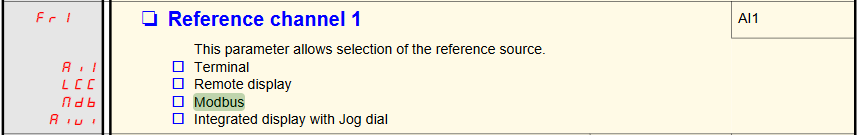 Fr1 ❏ Reference channel 1 AI1
This parameter allows selection of the reference source.
AI1 □ Terminal
LCC □ Remote display
Mdb □ Modbus
AIU1 □ Integrated display with Jog dial